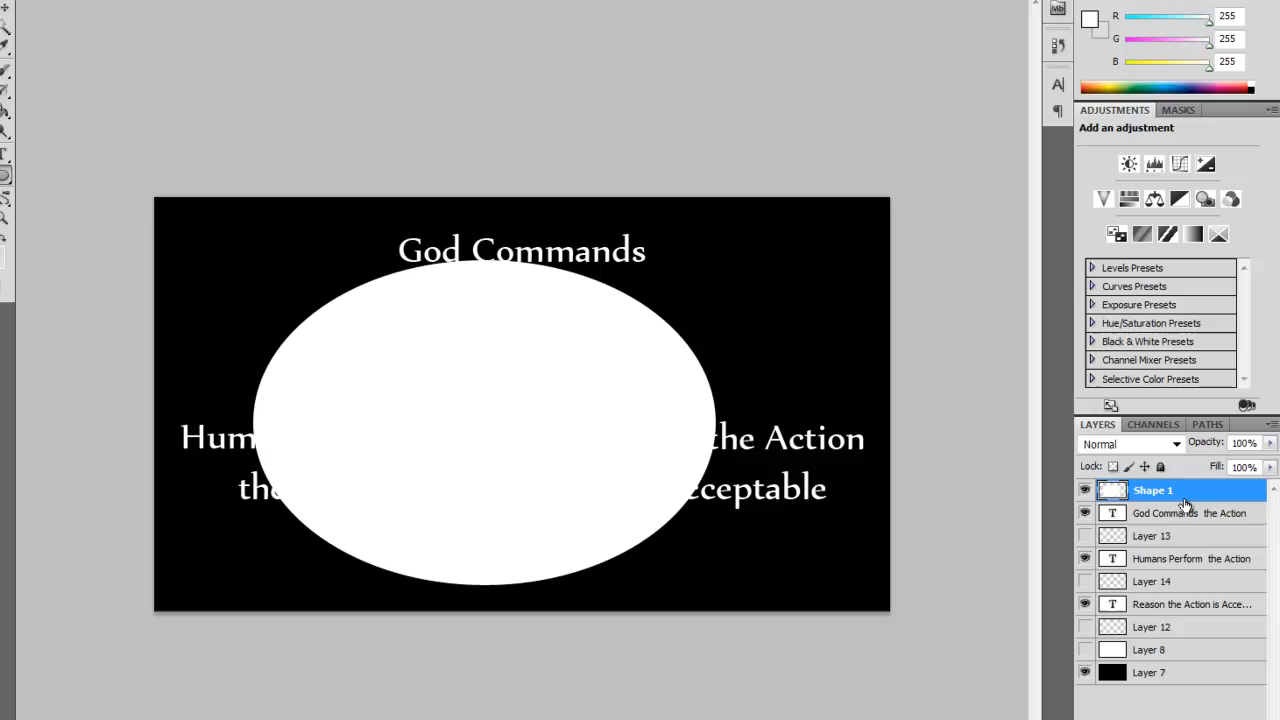 R 255
G 255
B 255
ADJUSTMENTS MASKS
Add an adjustment
God Commands
Levels Presets
Curves Presets
Exposure Presets
Hue/Saturation Presets
Black & White Presets
Channel Mixer Presets
Selective Color Presets
LAYERS CHANNELS PATHS
Hum the Action
Normal Opacity: 100%
Lock: Fill: 100%
the ceptable
Shape 1
T God Commands the Action
Layer 13
T Humans Perform the Action
Layer 14
T Reason the Action is Acce...
Layer 12
Layer 8
Layer 7